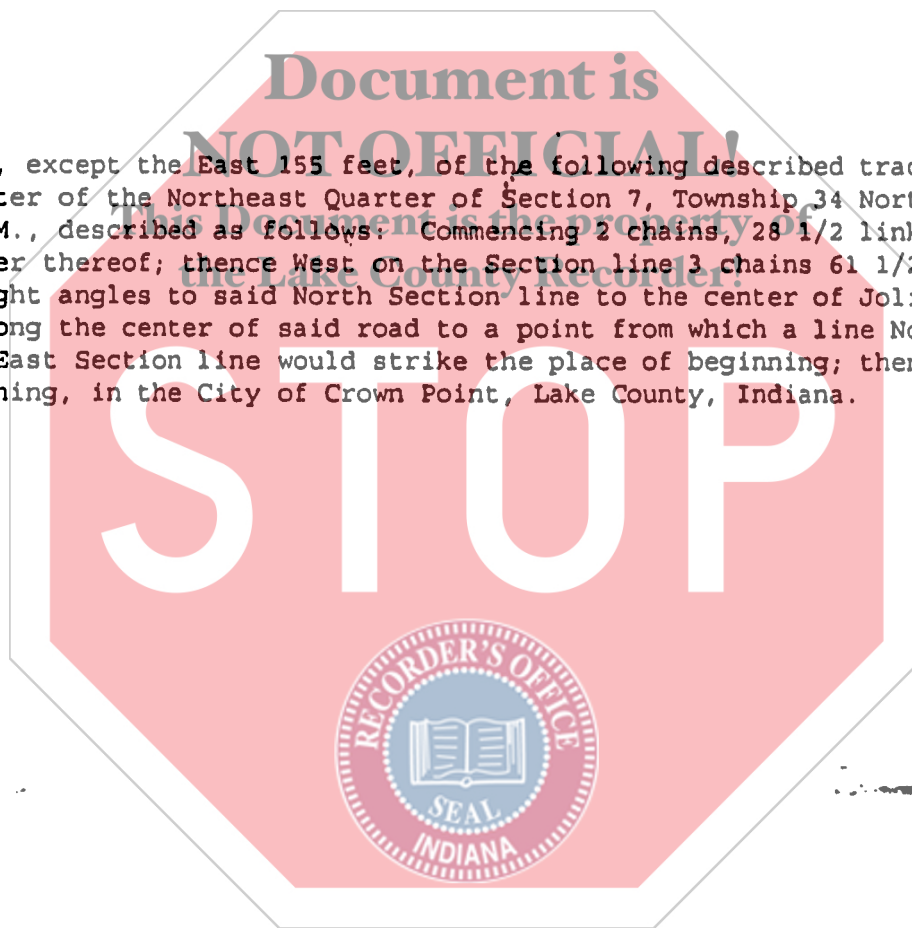 Document is
NOT OFFICIAL!
, except the East 155 feet, of the following described trac
ter of the Northeast Quarter of Section 7, Township 34 Nort
This Document is the property of
M., described as follows: Commencing 2 chains, 28 1/2 link
er thereof; thence West on the Section line 3 chains 61 1/2
the Lake County Recorder!
ght angles to said North Section line to the center of Joli
ong the center of said road to a point from which a line No
East Section line would strike the place of beginning; then
ning, in the City of Crown Point, Lake County, Indiana.
STOP
RECORDER'S OFFICE
SEAL
INDIANA